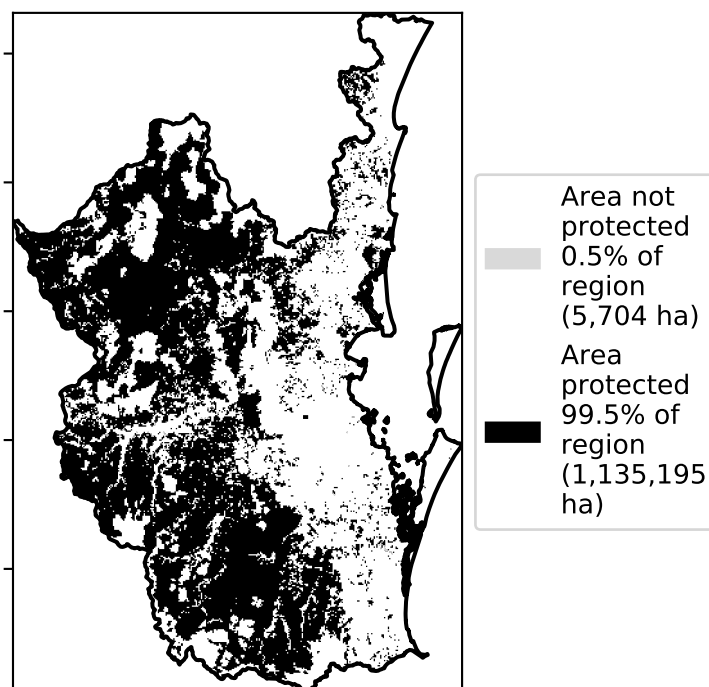 Area not
protected
0.5% of
region
(5,704 ha)
Area
protected
99.5% of
region
(1,135,195
ha)